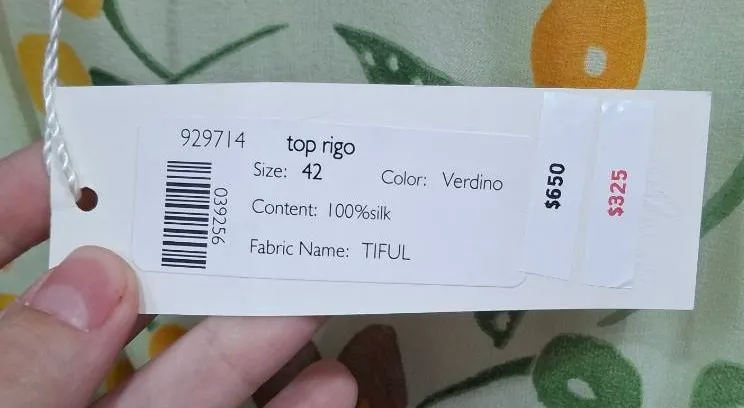 929714 top rigo
Size: 42 Color: Verdino
Content: 100%silk
Fabric Name: TIFUL
039256
$650
$325